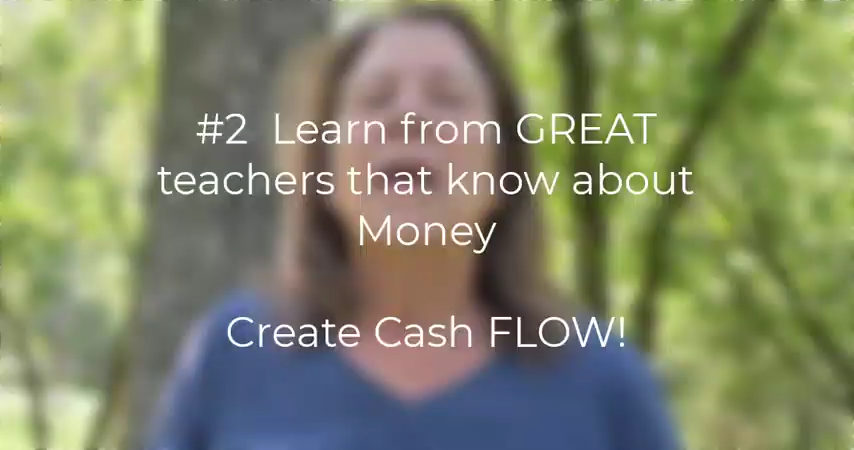 #2  Learn from GREAT
teachers that know about
Money
Create Cash FLOW!